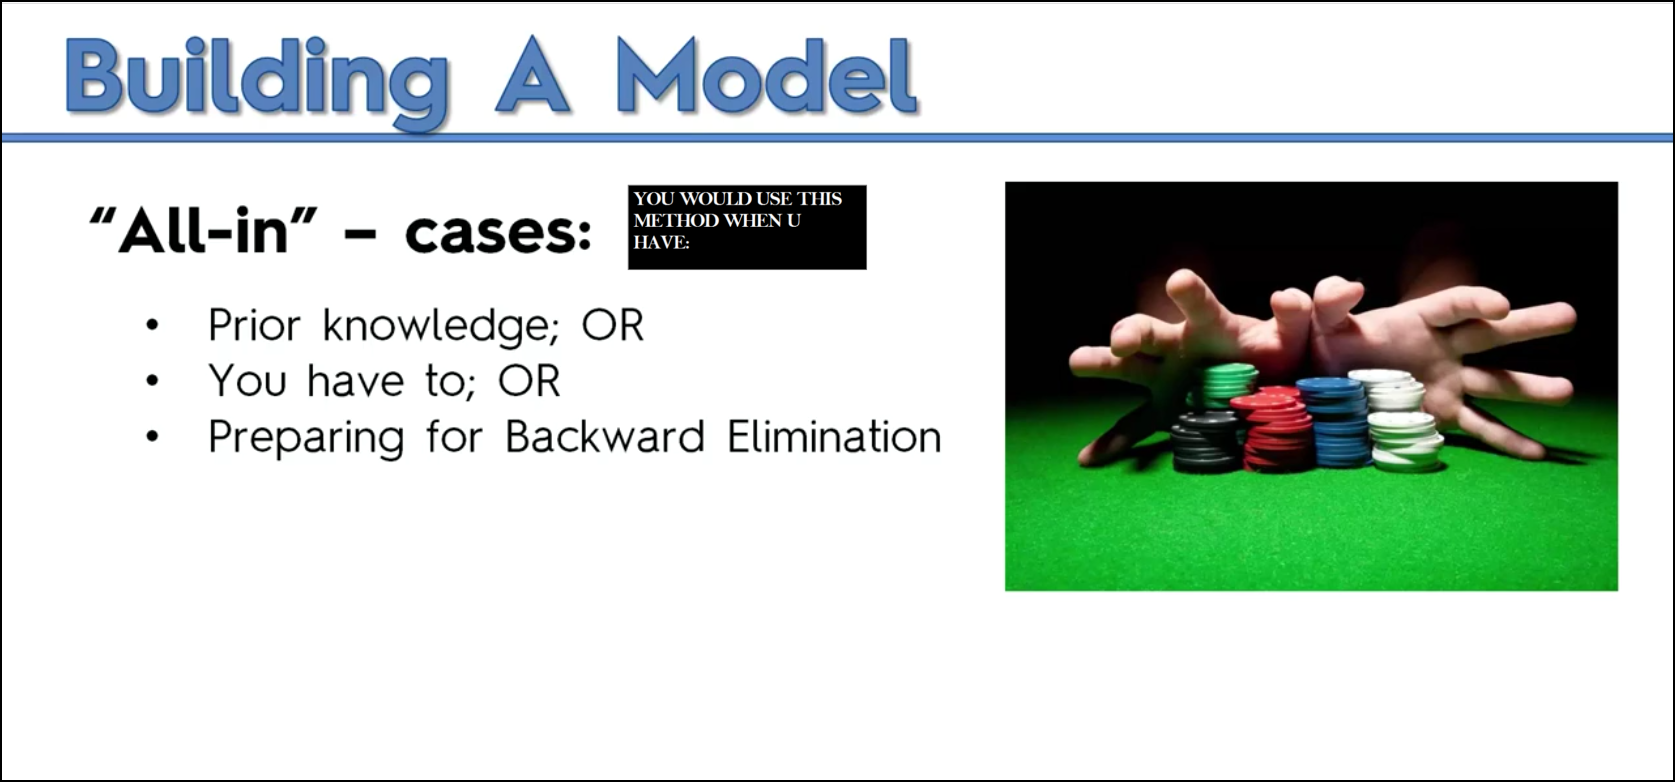 Building A Model
“All-in” – cases:
YOU WOULD USE THIS
METHOD WHEN U
HAVE:
• Prior knowledge; OR
• You have to; OR
• Preparing for Backward Elimination